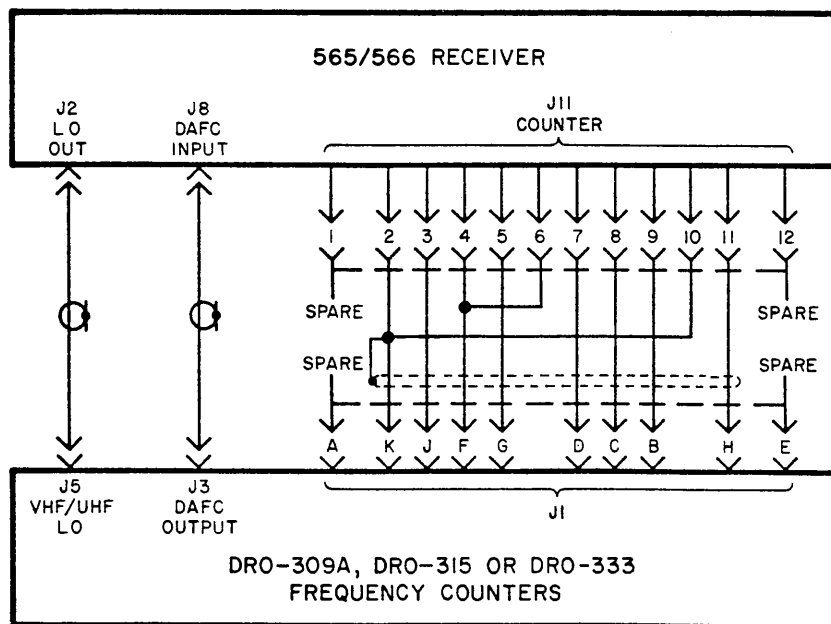 565/566 RECEIVER
J2
LO
OUT
J8
DAFC
INPUT
J11
COUNTER
1 2 3 4 5 6 7 8 9 10 11 12
SPARE
SPARE
SPARE
SPARE
A K J F G D C B H E
J5
VHF/UHF
LO
J3
DAFC
OUTPUT
J1
DRO-309A, DRO-315 OR DRO-333
FREQUENCY COUNTERS